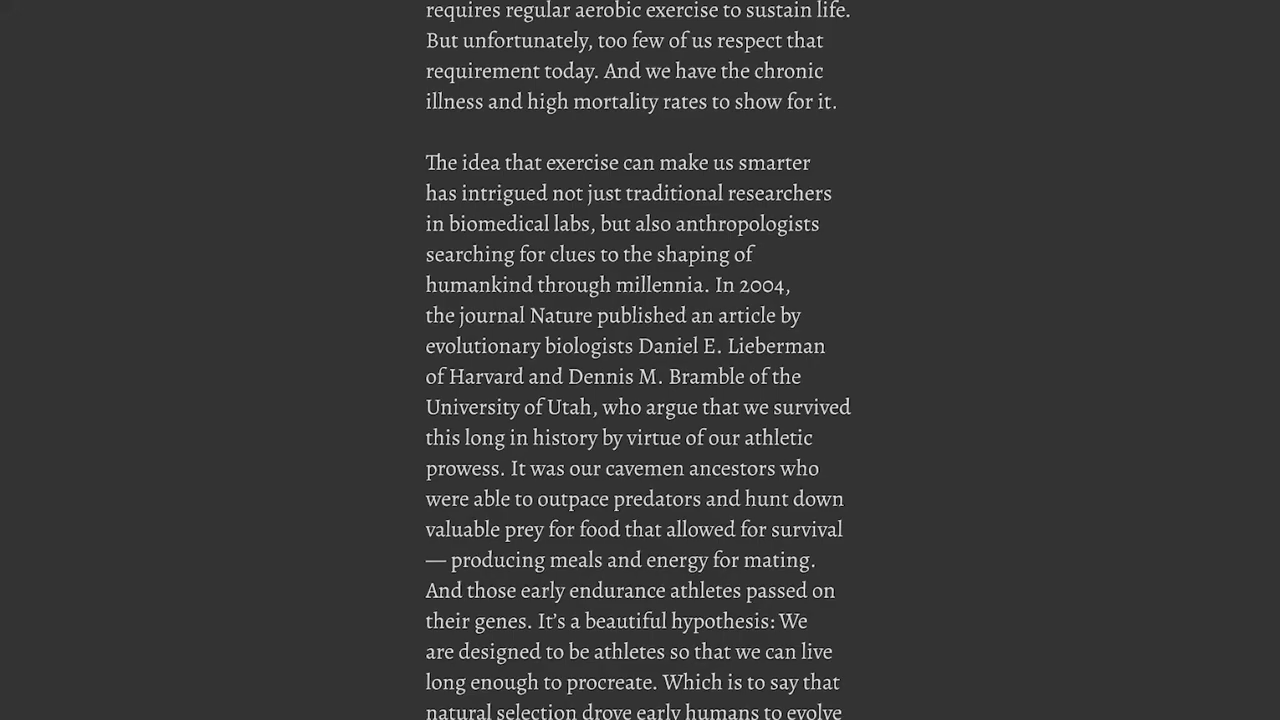 requires regular aerobic exercise to sustain life.
But unfortunately, too few of us respect that
requirement today. And we have the chronic
illness and high mortality rates to show for it.
The idea that exercise can make us smarter
has intrigued not just traditional researchers
in biomedical labs, but also anthropologists
searching for clues to the shaping of
humankind through millennia. In 2004,
the journal Nature published an article by
evolutionary biologists Daniel E. Lieberman
of Harvard and Dennis M. Bramble of the
University of Utah, who argue that we survived
this long in history by virtue of our athletic
prowess. It was our cavemen ancestors who
were able to outpace predators and hunt down
valuable prey for food that allowed for survival
— producing meals and energy for mating.
And those early endurance athletes passed on
their genes. It’s a beautiful hypothesis: We
are designed to be athletes so that we can live
long enough to procreate. Which is to say that
natural selection drove early humans to evolve